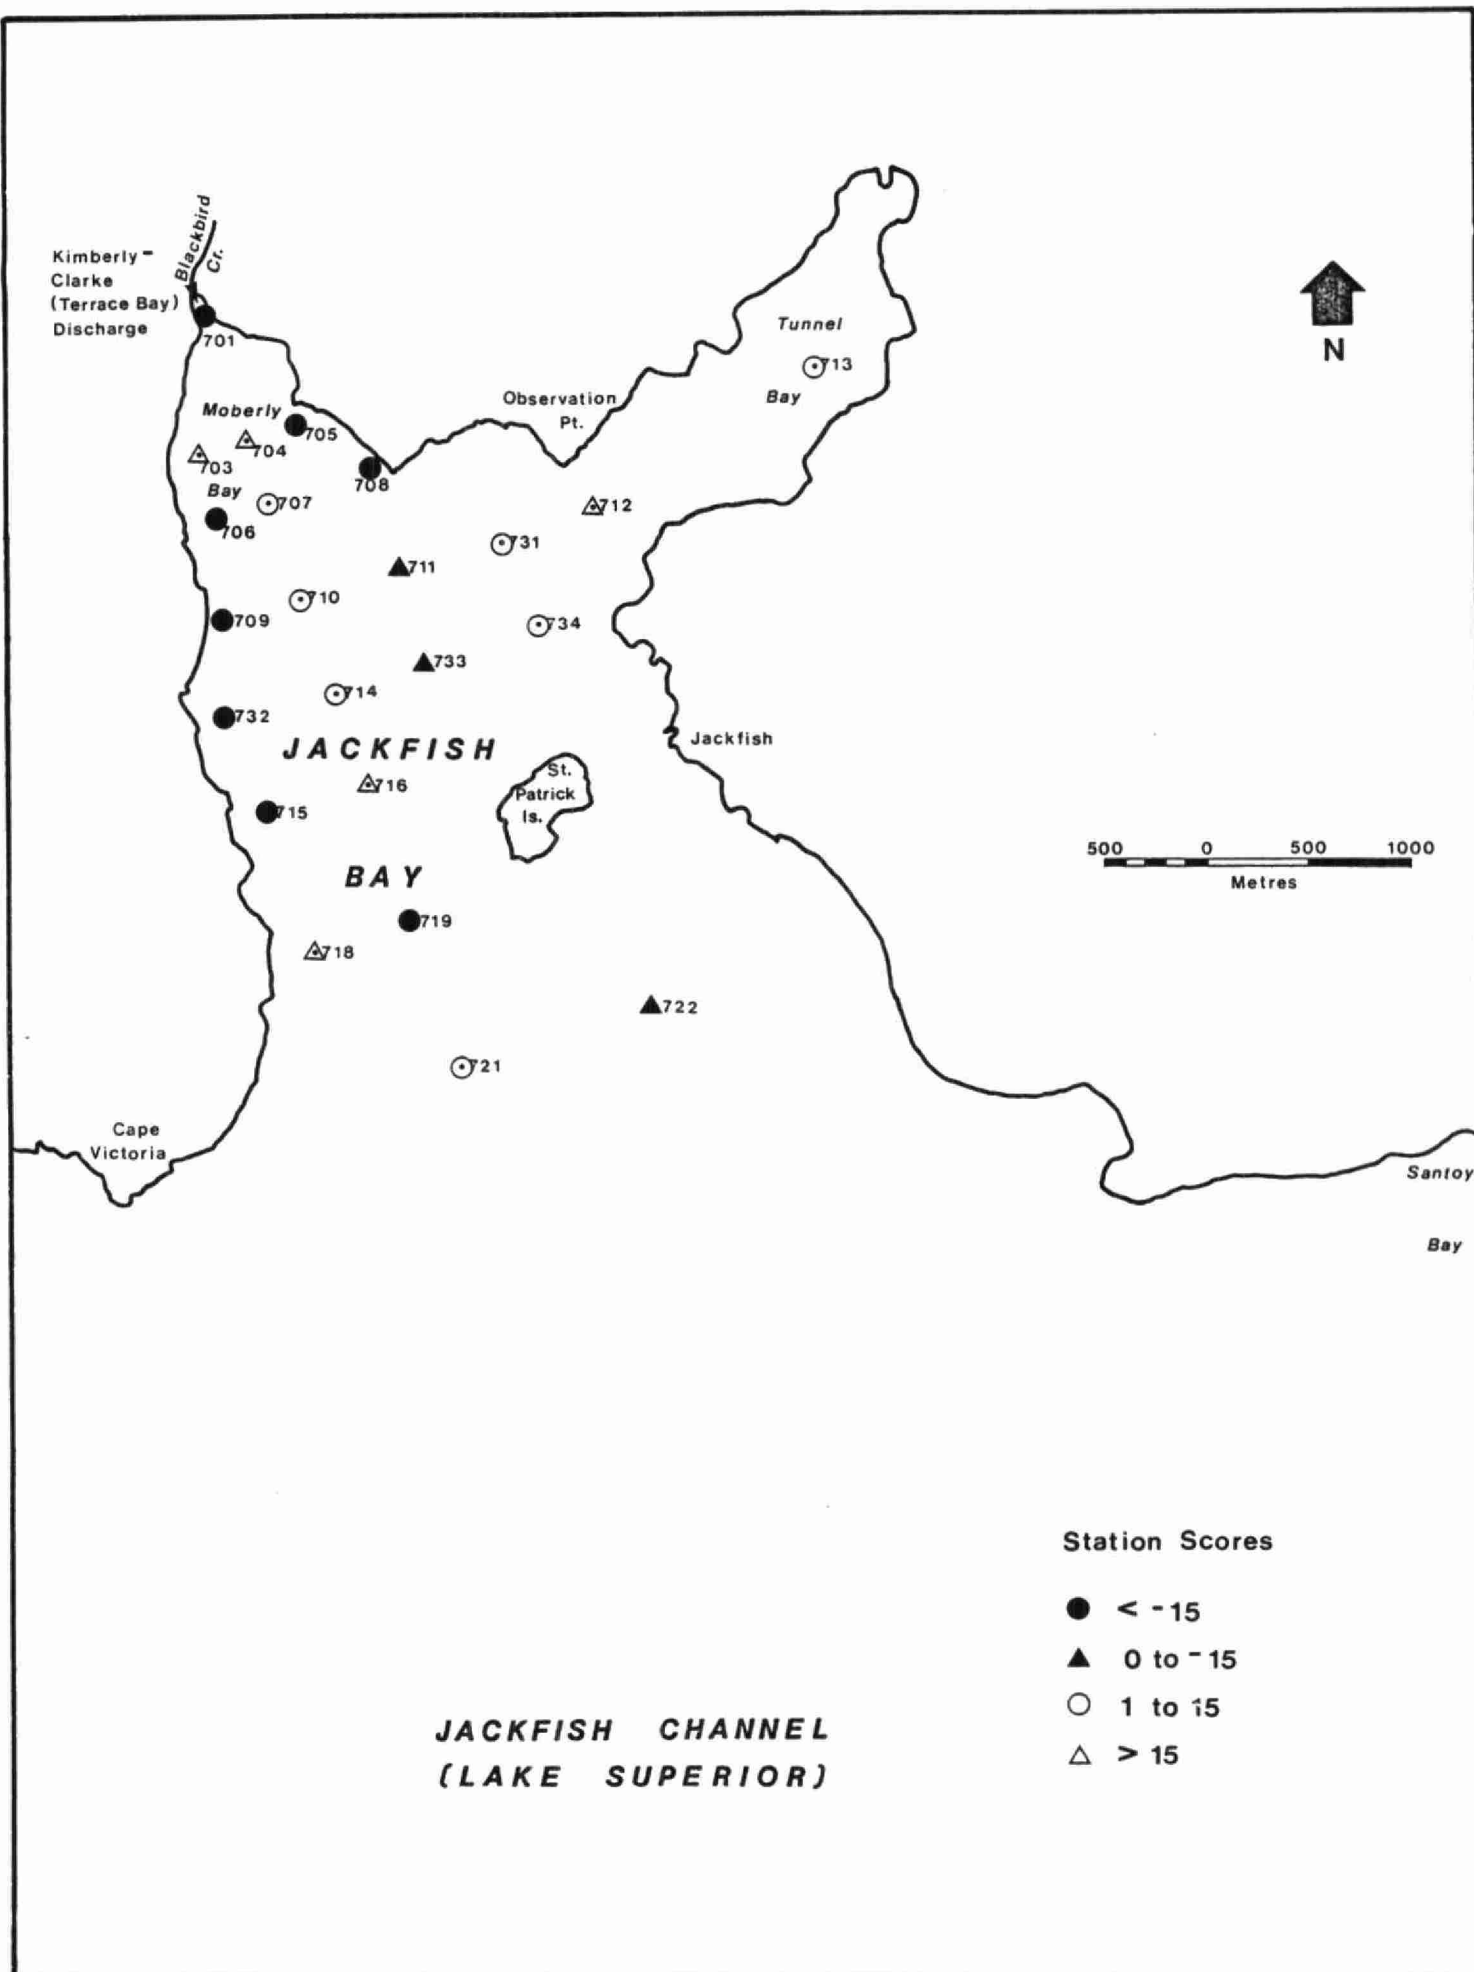 Blackbird
Cr.
Kimberly-
Clarke
(Terrace Bay)
Discharge
701
Tunnel
Bay
713
N
Observation
Pt.
Moberly
Bay
705
704
703
708
707
706
712
731
711
710
709
734
733
714
732
JACKFISH
BAY
Jackfish
716
715
St.
Patrick
Is.
500 0 500 1000
Metres
719
718
722
721
Cape
Victoria
Santoy
Bay
Station Scores
< -15
0 to -15
1 to 15
> 15
JACKFISH CHANNEL
(LAKE SUPERIOR)